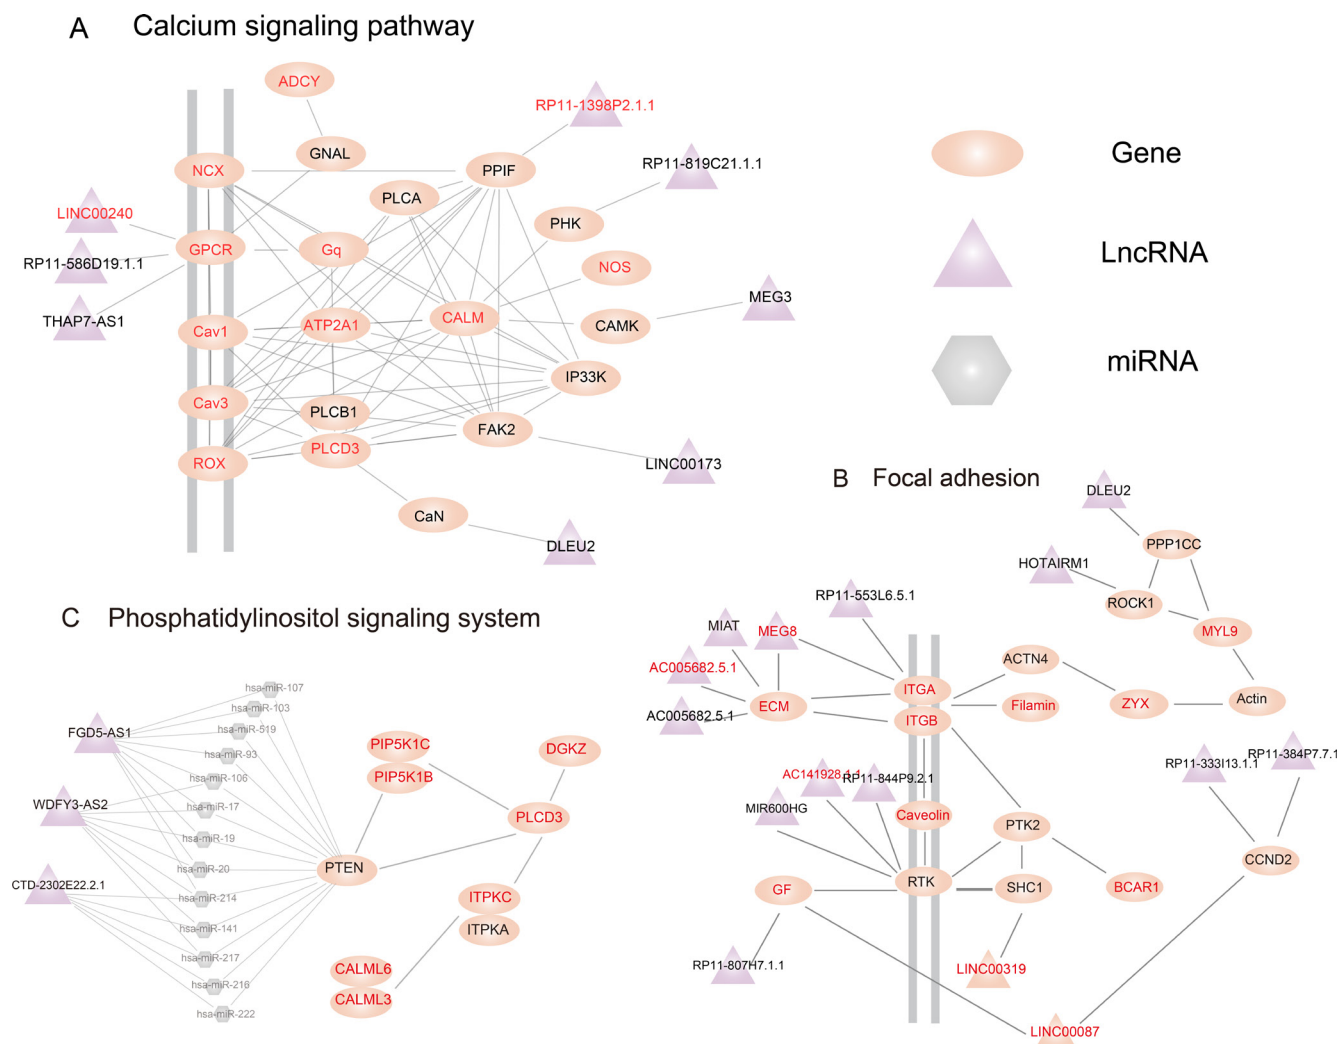 A Calcium signaling pathway
ADCY
RP11-1398P2.1.1
GNAL
RP11-819C21.1.1
NCX
PPIF
PLCA
LINC00240
PHK
GPCR
Gq
RP11-586D19.1.1
NOS
MEG3
THAP7-AS1
Cav1
ATP2A1
CALM
CAMK
IP33K
Cav3
PLCB1
FAK2
PLCD3
ROX
LINC00173
CaN
DLEU2
Gene
LncRNA
miRNA
B Focal adhesion
DLEU2
PPP1CC
HOTAIRM1
ROCK1
RP11-553L6.5.1
MIAT
MEG8
MYL9
ACTN4
AC005682.5.1
ITGA
ECM
Filamin
ZYX
Actin
AC005682.5.1
ITGB
RP11-384P7.7.1
RP11-333I13.1.1
AC141928.1.1
RP11-844P9.2.1
MIR600HG
Caveolin
PTK2
CCND2
RTK
GF
SHC1
BCAR1
RP11-807H7.1.1
LINC00319
LINC00087
C Phosphatidylinositol signaling system
hsa-miR-107
hsa-miR-103
FGD5-AS1
hsa-miR-519
hsa-miR-93
hsa-miR-106
WDFY3-AS2
hsa-miR-17
hsa-miR-19
hsa-miR-20
CTD-2302E22.2.1
hsa-miR-214
hsa-miR-141
hsa-miR-217
hsa-miR-216
hsa-miR-222
PIP5K1C
PIP5K1B
DGKZ
PLCD3
PTEN
ITPKC
ITPKA
CALML6
CALML3